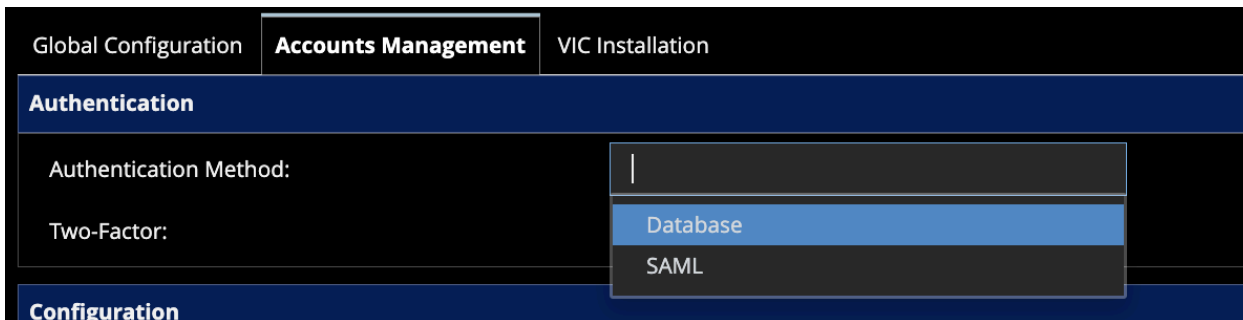 Global Configuration Accounts Management VIC Installation
Authentication
Authentication Method:
Database
Two-Factor:
SAML
Configuration